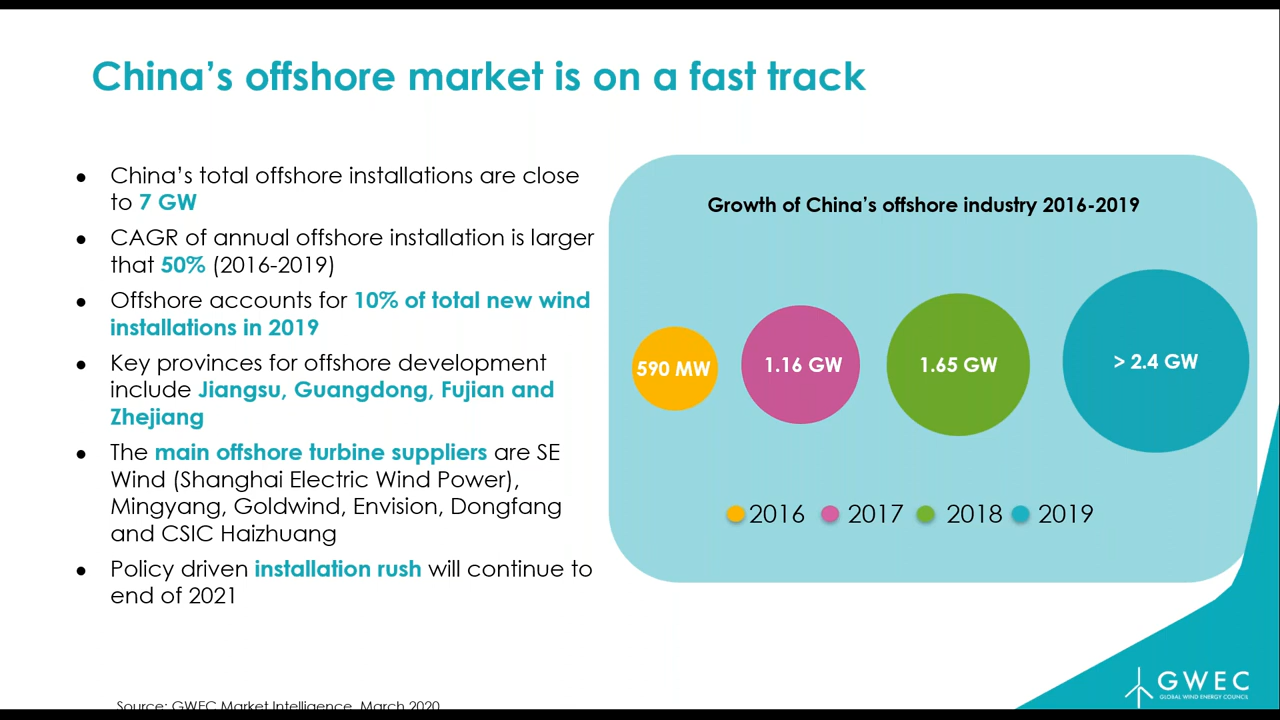 China’s offshore market is on a fast track
● China’s total offshore installations are close
to 7 GW
● CAGR of annual offshore installation is larger
that 50% (2016-2019)
● Offshore accounts for 10% of total new wind
installations in 2019
● Key provinces for offshore development
include Jiangsu, Guangdong, Fujian and
Zhejiang
● The main offshore turbine suppliers are SE
Wind (Shanghai Electric Wind Power),
Mingyang, Goldwind, Envision, Dongfang
and CSIC Haizhuang
● Policy driven installation rush will continue to
end of 2021
Growth of China’s offshore industry 2016-2019
590 MW
1.16 GW
1.65 GW
> 2.4 GW
2016 2017 2018 2019
Source: GWEC Market Intelligence, March 2020
GWEC
GLOBAL WIND ENERGY COUNCIL